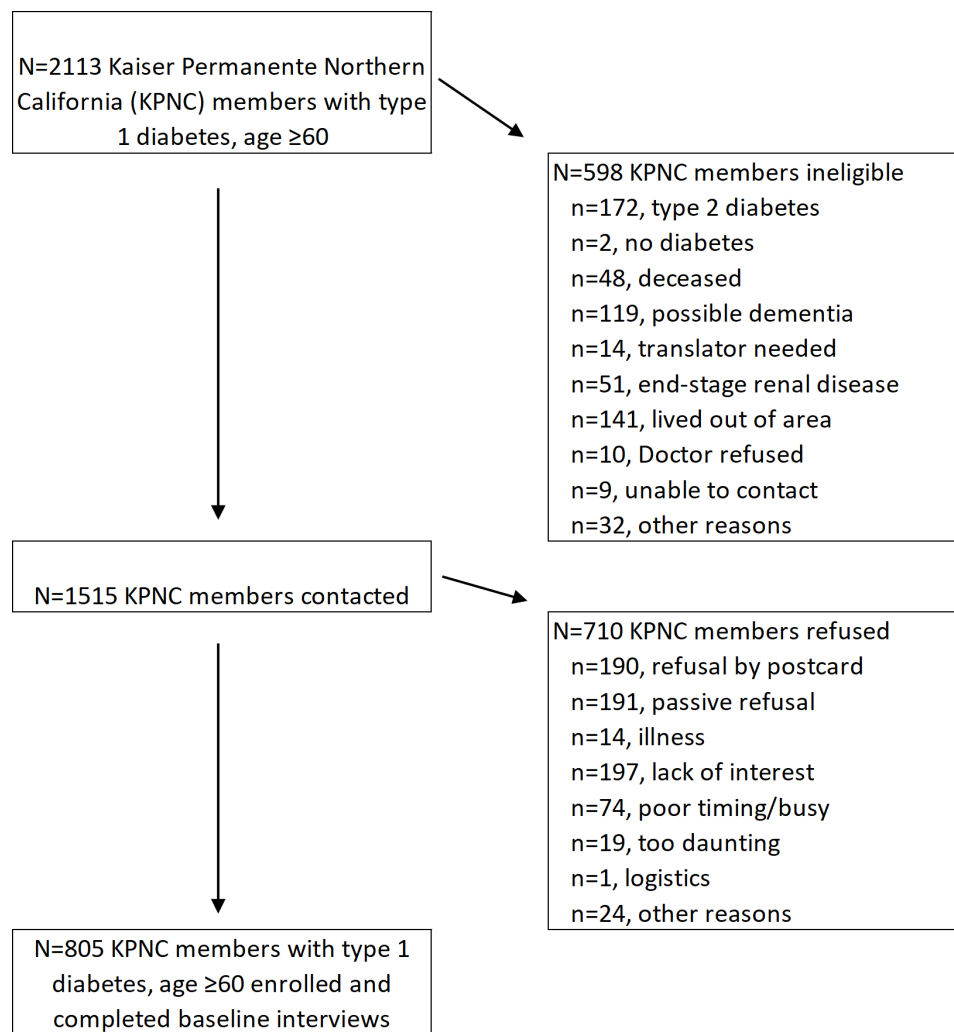 N=2113 Kaiser Permanente Northern
California (KPNC) members with type
1 diabetes, age ≥60
N=598 KPNC members ineligible
n=172, type 2 diabetes
n=2, no diabetes
n=48, deceased
n=119, possible dementia
n=14, translator needed
n=51, end-stage renal disease
n=141, lived out of area
n=10, Doctor refused
n=9, unable to contact
n=32, other reasons
N=1515 KPNC members contacted
N=710 KPNC members refused
n=190, refusal by postcard
n=191, passive refusal
n=14, illness
n=197, lack of interest
n=74, poor timing/busy
n=19, too daunting
n=1, logistics
n=24, other reasons
N=805 KPNC members with type 1
diabetes, age ≥60 enrolled and
completed baseline interviews